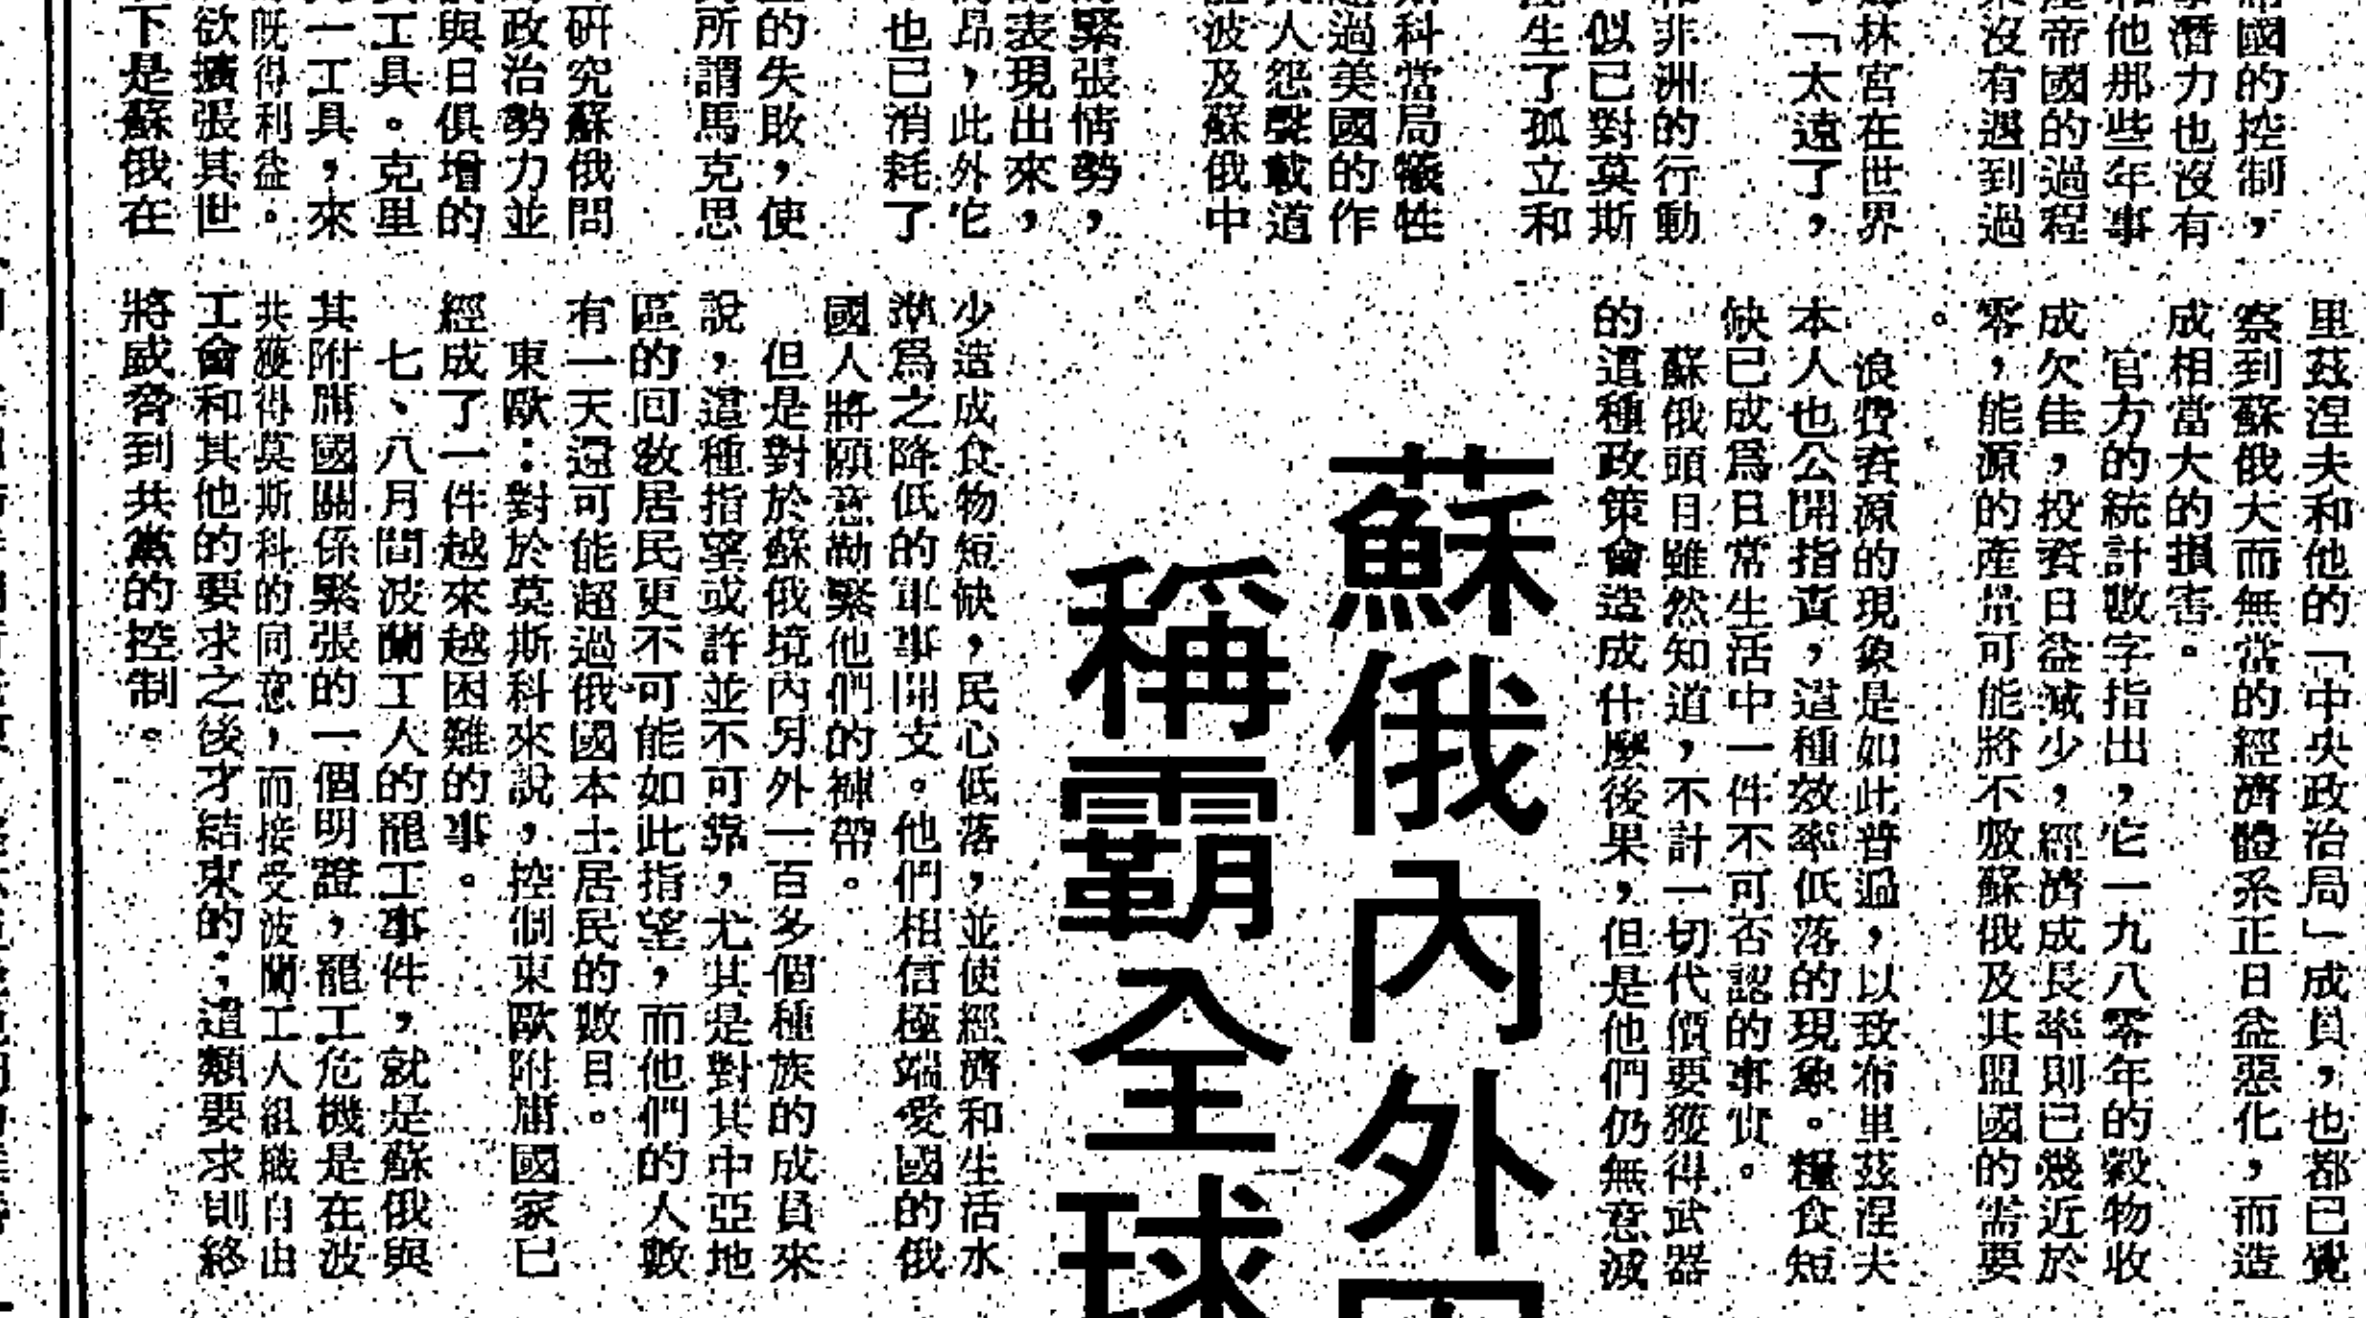 席國的控制，
潛力也沒有
和他那些年事
產帝國的過程
沒有遇到過
林宮在世界
，「太遠了，
非洲的行動
似已對莫斯
生了孤立和
科當局犧牲
過美國的作
人怨聲載道
波及蘇俄中
緊張情勢，
表現出來，
昂，此外它
也已消耗了
的失敗，使
所謂馬克思
研究蘇俄問
政治勢力並
與日俱增的
工具。克里
一工具，來
既得利益。
欲擴張其世
下是蘇俄在
里茲涅夫和他的「中央政治局」成員，也都已覺
察到蘇俄大而無當的經濟體系正日益惡化，而造
成相當大的損害。
官方的統計數字指出，它一九八零年的穀物收
成欠佳，投資日益減少，經濟成長率則已幾近於
零，能源的產量可能將不敷蘇俄及其盟國的需要
。
浪費資源的現象是如此普遍，以致布里茲涅夫
本人也公開指責，這種效率低落的現象。糧食短
缺已成爲日常生活中一件不可否認的事實。
蘇俄頭目雖然知道，不計一切代價要獲得武器
的這種政策會造成什麼後果，但是他們仍無意減
蘇俄內外
稱霸全球
少造成食物短缺，民心低落，並使經濟和生活水
準爲之降低的軍事開支。他們相信極端愛國的俄
國人將願意勒緊他們的褲帶。
但是對於蘇俄境內另外一百多個種族的成員來
說，這種指望或許並不可靠，尤其是對其中亞地
區的回教居民更不可能如此指望，而他們的人數
有一天還可能超過俄國本土居民的數目。
東歐：對於莫斯科來說，控制東歐附庸國家已
經成了一件越來越困難的事。
七、八月間波蘭工人的罷工事件，就是蘇俄與
其附庸國關係緊張的一個明證，罷工危機是在波
共獲得莫斯科的同意，而接受波蘭工人組織自由
工會和其他的要求之後才結束的；這類要求則終
將威脅到共黨的控制。